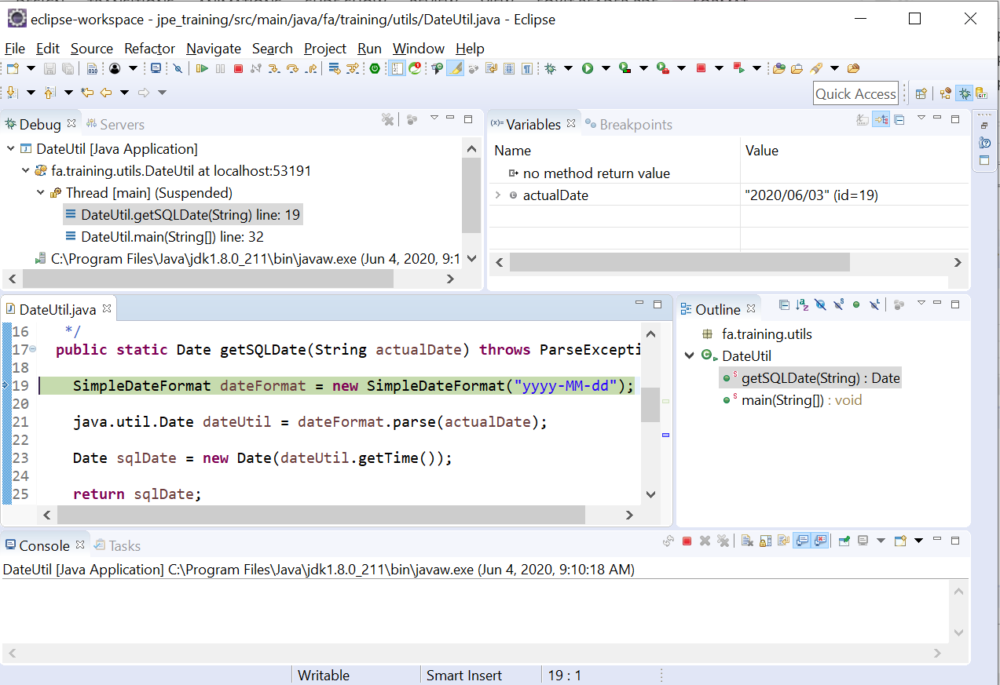 eclipse-workspace - jpe_training/src/main/java/fa/training/utils/DateUtil.java - Eclipse
File Edit Source Refactor Navigate Search Project Run Window Help
Quick Access
Debug Servers
DateUtil [Java Application]
fa.training.utils.DateUtil at localhost:53191
Thread [main] (Suspended)
DateUtil.getSQLDate(String) line: 19
DateUtil.main(String[]) line: 32
C:\Program Files\Java\jdk1.8.0_211\bin\javaw.exe (Jun 4, 2020, 9:1
(x)= Variables Breakpoints
Name Value
no method return value
actualDate "2020/06/03" (id=19)
DateUtil.java
16 */
17 public static Date getSQLDate(String actualDate) throws ParseExcepti
18
19 SimpleDateFormat dateFormat = new SimpleDateFormat("yyyy-MM-dd");
20
21 java.util.Date dateUtil = dateFormat.parse(actualDate);
22
23 Date sqlDate = new Date(dateUtil.getTime());
24
25 return sqlDate;
Outline
fa.training.utils
DateUtil
getSQLDate(String) : Date
main(String[]) : void
Console Tasks
DateUtil [Java Application] C:\Program Files\Java\jdk1.8.0_211\bin\javaw.exe (Jun 4, 2020, 9:10:18 AM)
Writable Smart Insert 19 : 1